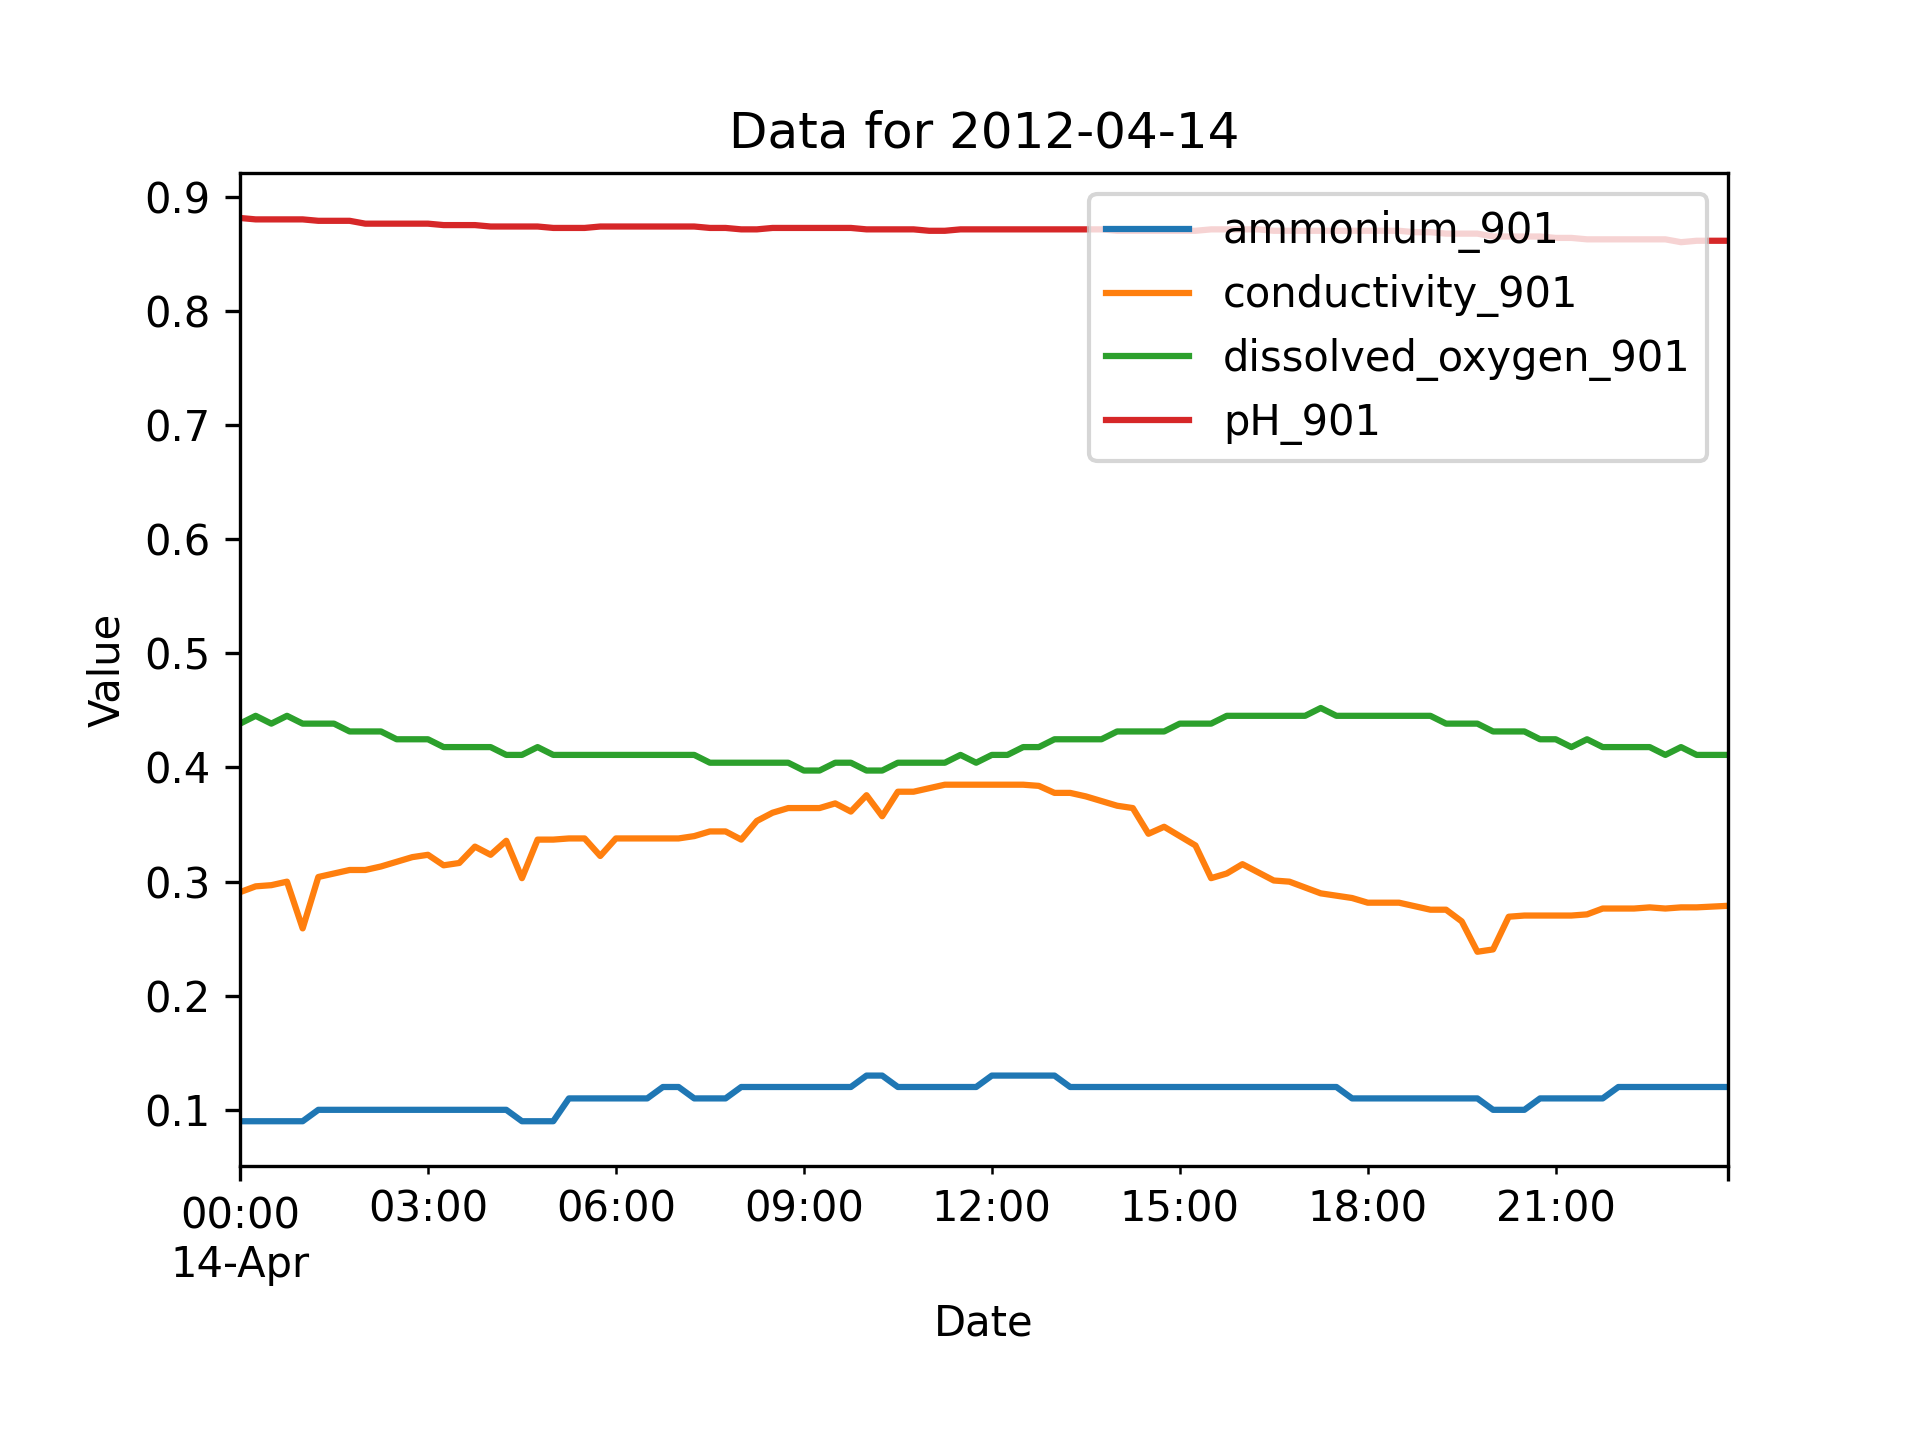 Data for 2012-04-14
0.9
0.8
0.7
0.6
0.5
0.4
0.3
0.2
0.1
Value
ammonium_901
conductivity_901
dissolved_oxygen_901
pH_901
00:00 03:00 06:00 09:00 12:00 15:00 18:00 21:00
14-Apr
Date